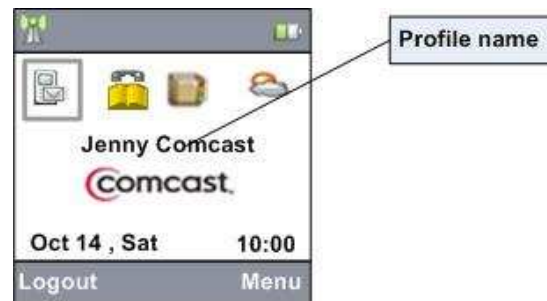 Profile name
Jenny Comcast
Comcast.
Oct 14 , Sat 10:00
Logout Menu